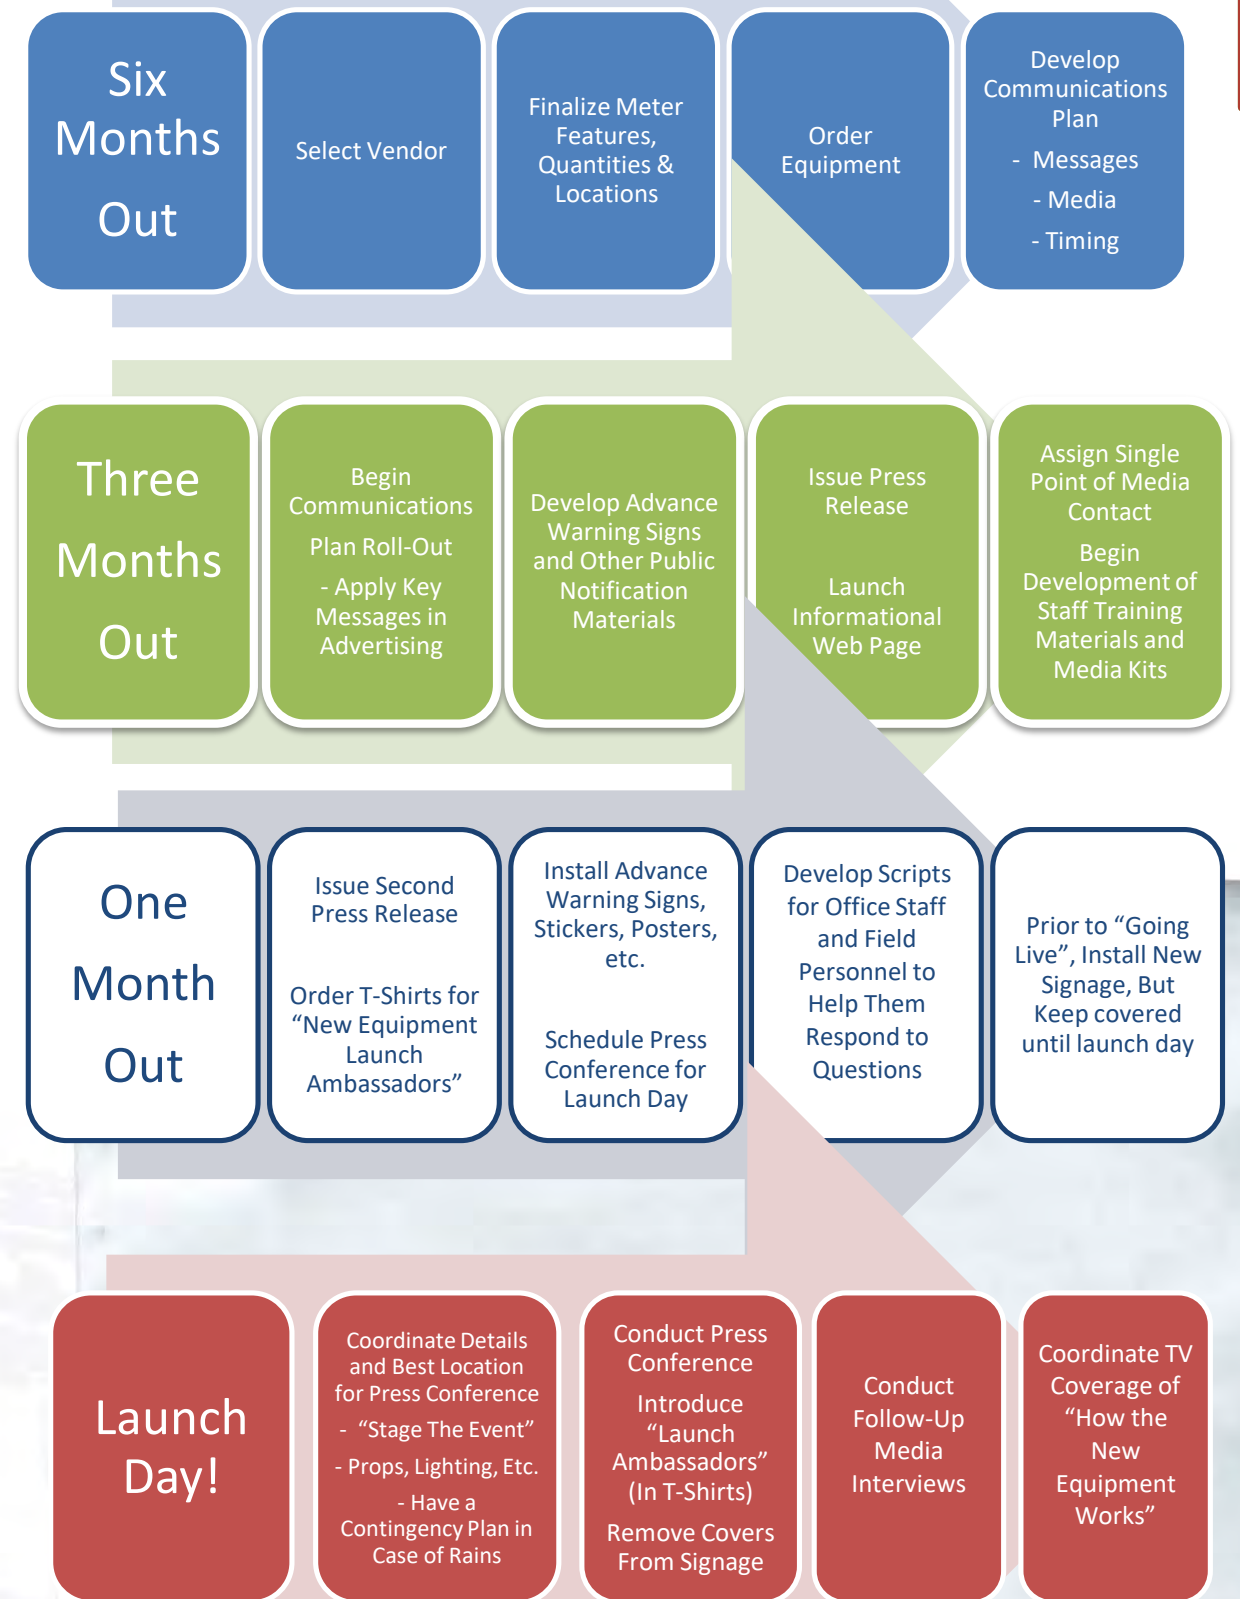 Six
Months
Out
Select Vendor
Finalize Meter
Features,
Quantities &
Locations
Order
Equipment
Develop
Communications
Plan
- Messages
- Media
- Timing
Three
Months
Out
Begin
Communications
Plan Roll-Out
- Apply Key
Messages in
Advertising
Develop Advance
Warning Signs
and Other Public
Notification
Materials
Issue Press
Release
Launch
Informational
Web Page
Assign Single
Point of Media
Contact
Begin
Development of
Staff Training
Materials and
Media Kits
One
Month
Out
Issue Second
Press Release
Order T-Shirts for
“New Equipment
Launch
Ambassadors”
Install Advance
Warning Signs,
Stickers, Posters,
etc.
Schedule Press
Conference for
Launch Day
Develop Scripts
for Office Staff
and Field
Personnel to
Help Them
Respond to
Questions
Prior to “Going
Live”, Install New
Signage, But
Keep covered
until launch day
Launch
Day!
Coordinate Details
and Best Location
for Press Conference
- “Stage The Event”
- Props, Lighting, Etc.
- Have a
Contingency Plan in
Case of Rains
Conduct Press
Conference
Introduce
“Launch
Ambassadors”
(In T-Shirts)
Remove Covers
From Signage
Conduct
Follow-Up
Media
Interviews
Coordinate TV
Coverage of
“How the
New
Equipment
Works”